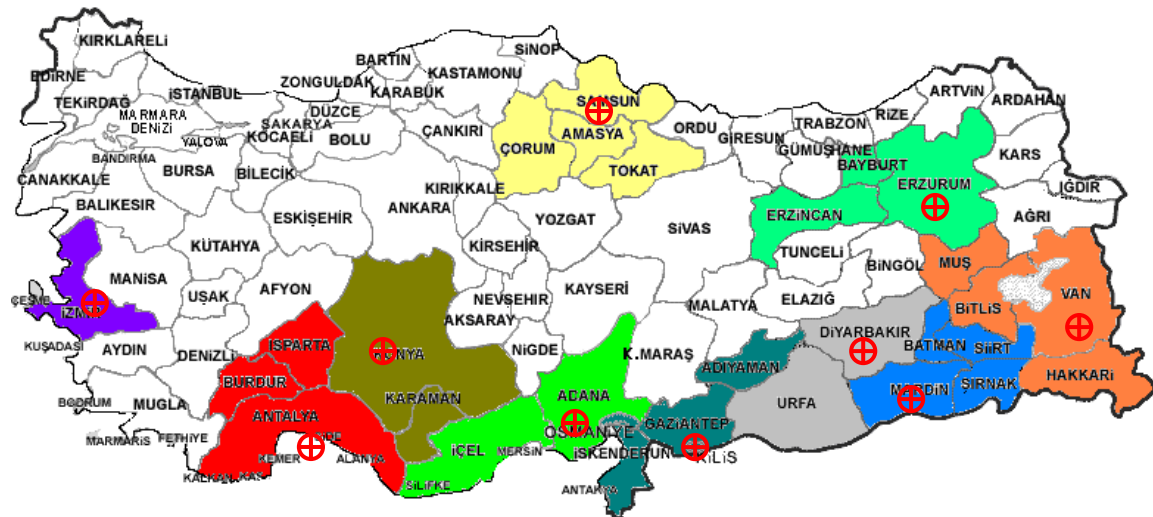 KIRKLARELİ
EDİRNE
TEKİRDAĞ
İSTANBUL
MARMARA
DENİZİ
YALOVA
KOCAELİ
SAKARYA
DÜZCE
ZONGULDAK
BARTIN
KARABÜK
KASTAMONU
SİNOP
SAMSUN
AMASYA
ÇORUM
TOKAT
ORDU
GİRESUN
TRABZON
GÜMÜŞHANE
RİZE
ARTVİN
ARDAHAN
KARS
IĞDIR
BAYBURT
ERZURUM
ERZİNCAN
AĞRI
BANDIRMA
ÇANAKKALE
BURSA
BİLECİK
BOLU
ÇANKIRI
KIRIKKALE
ANKARA
BALIKESIR
ESKİŞEHİR
KÜTAHYA
YOZGAT
SİVAS
KİRSEHİR
TUNCELİ
BİNGÖL
MUŞ
BİTLİS
VAN
MANİSA
UŞAK
AFYON
NEVŞEHİR
KAYSERİ
MALATYA
ELAZIĞ
ÇEŞME
İZMİR
KUŞADASI
AYDIN
DENİZLİ
ISPARTA
BURDUR
KONYA
AKSARAY
NİGDE
K.MARAŞ
ADIYAMAN
DİYARBAKIR
BATMAN
SİİRT
ŞIRNAK
HAKKARİ
MARDİN
URFA
BODRUM
MUGLA
MARMARİS
FETHİYE
KALKAN
KAŞ
ANTALYA
KEMER
ALANYA
KARAMAN
İÇEL
SİLİFKE
MERSİN
ADANA
OSMANİYE
GAZİANTEP
KİLİS
İSKENDERUN
ANTAKYA